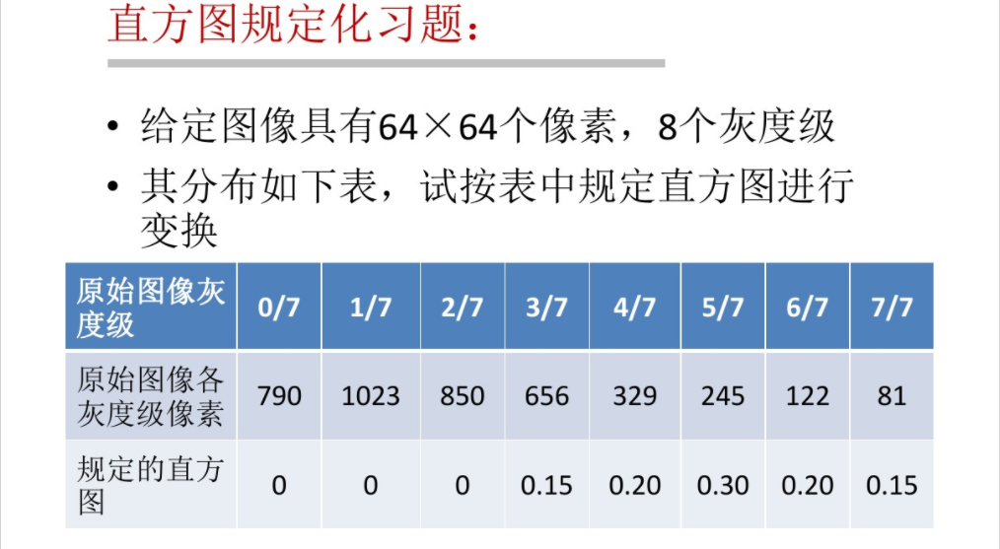 直方图规定化习题：
• 给定图像具有64×64个像素，8个灰度级
• 其分布如下表，试按表中规定直方图进行
变换
原始图像灰度级 0/7 1/7 2/7 3/7 4/7 5/7 6/7 7/7
原始图像各灰度级像素 790 1023 850 656 329 245 122 81
规定的直方图 0 0 0 0.15 0.20 0.30 0.20 0.15